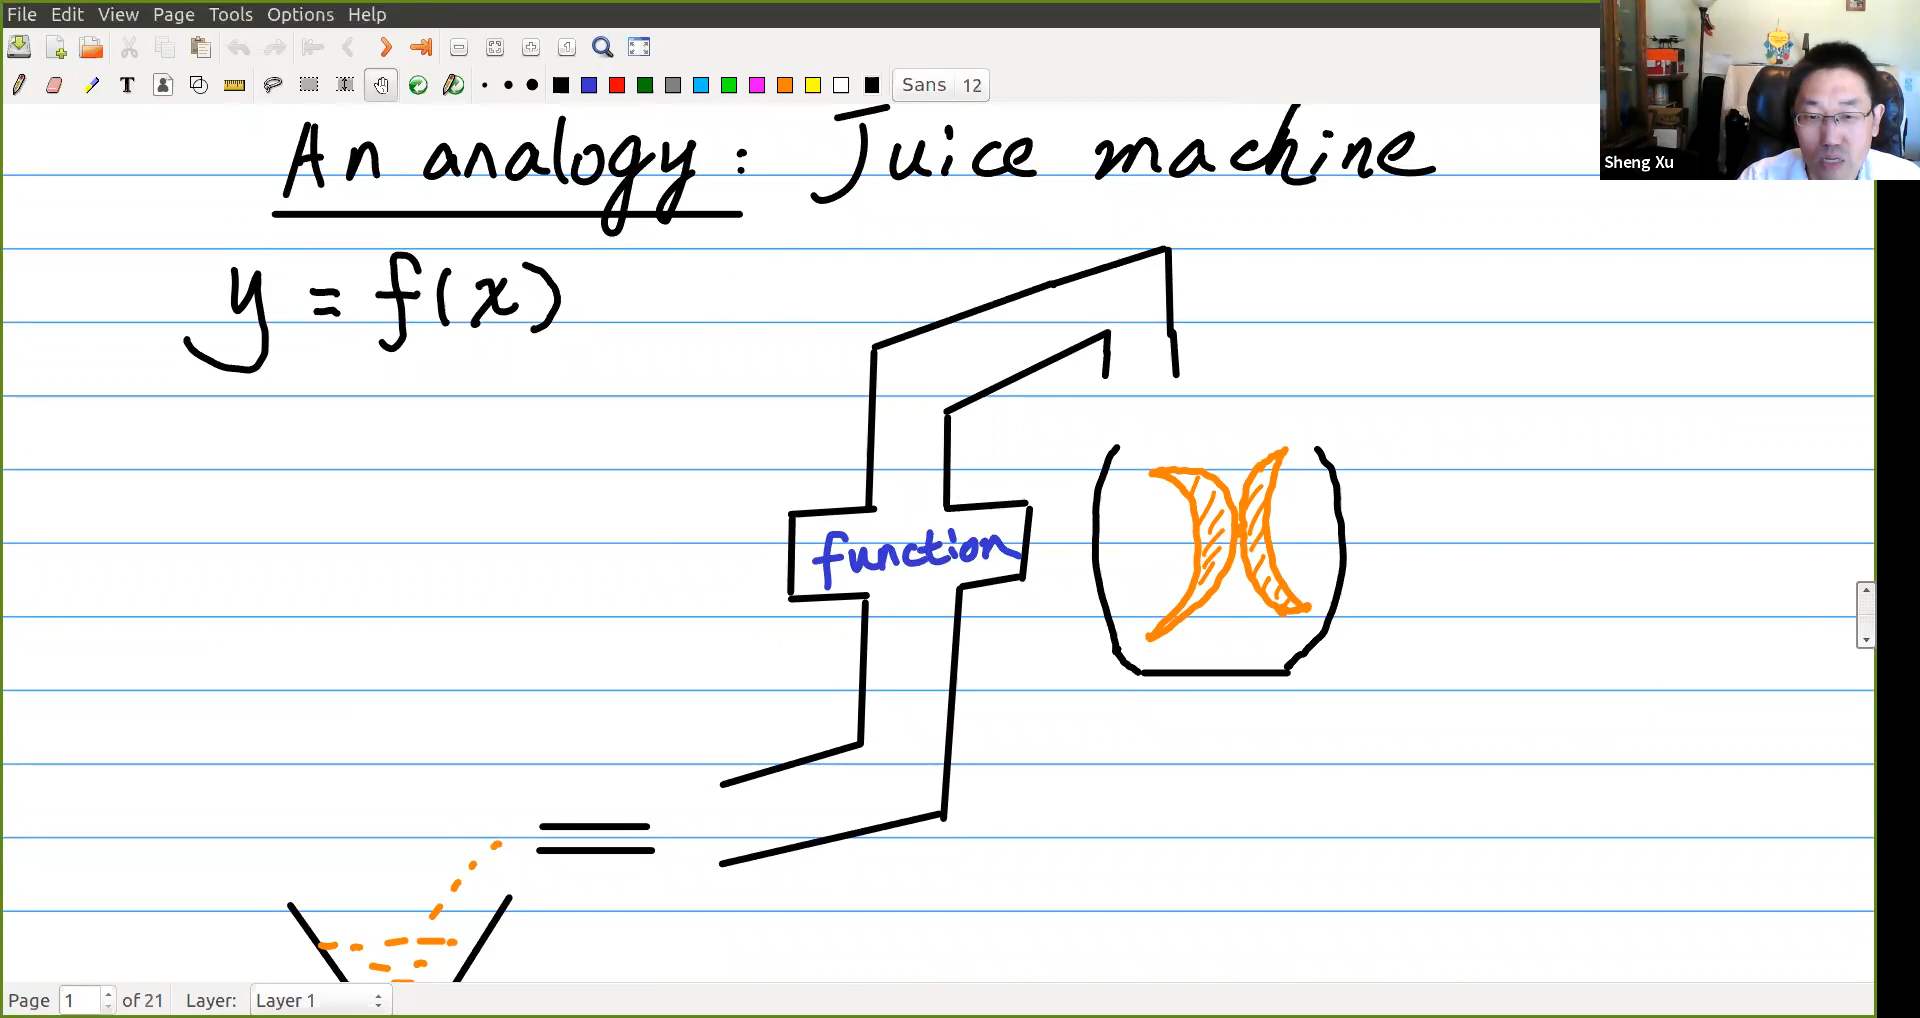 File Edit View Page Tools Options Help
Sans 12
Sheng Xu
An analogy: Juice machine
y = f(x)
function
Page 1 of 21 Layer: Layer 1